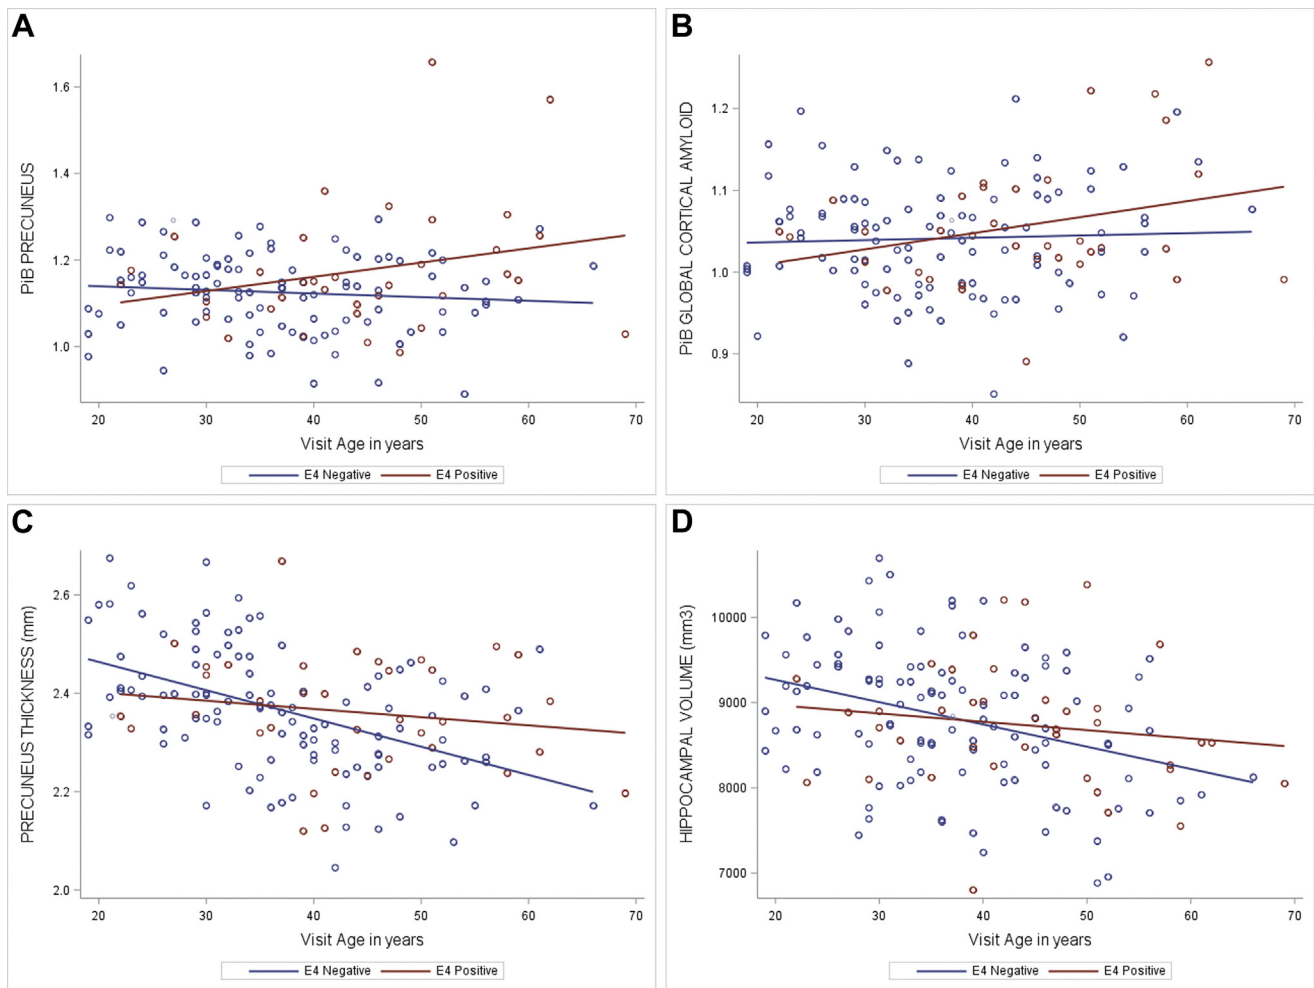 A
PiB PRECUNEUS
1.6
1.4
1.2
1.0
20 30 40 50 60 70
Visit Age in years
E4 Negative E4 Positive
B
PiB GLOBAL CORTICAL AMYLOID
1.2
1.1
1.0
0.9
20 30 40 50 60 70
Visit Age in years
E4 Negative E4 Positive
C
PRECUNEUS THICKNESS (mm)
2.6
2.4
2.2
2.0
20 30 40 50 60 70
Visit Age in years
E4 Negative E4 Positive
D
HIPPOCAMPAL VOLUME (mm3)
10000
9000
8000
7000
20 30 40 50 60 70
Visit Age in years
E4 Negative E4 Positive